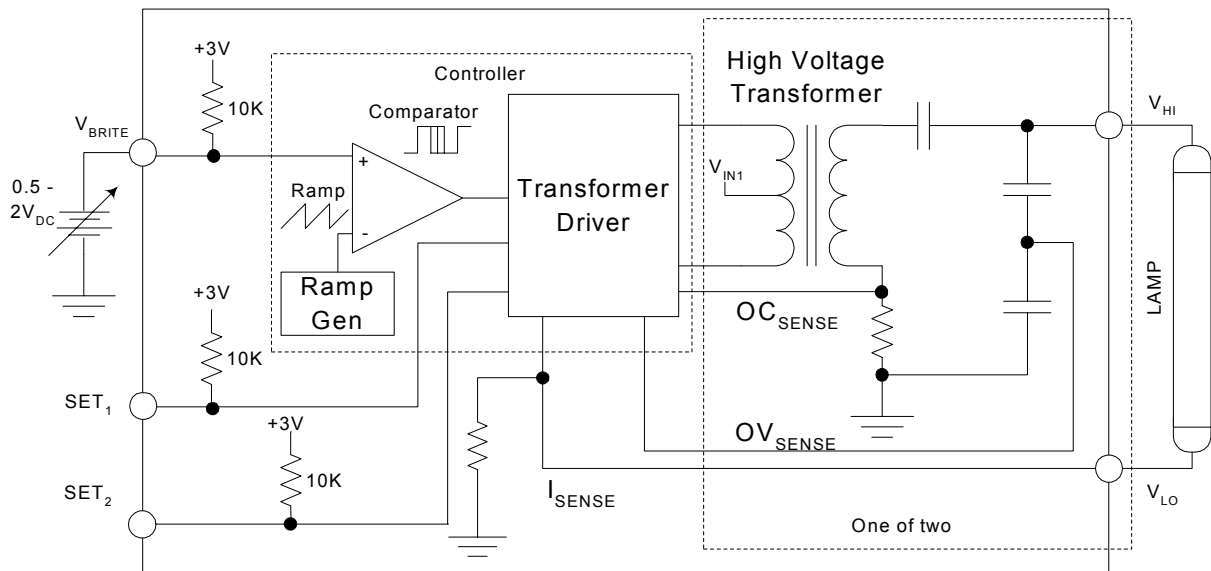 +3V
10K
V_BRITE
0.5 -
2V_DC
Controller
Comparator
+
Ramp
-
Ramp
Gen
Transformer
Driver
High Voltage
Transformer
V_IN1
V_HI
LAMP
V_LO
OC_SENSE
OV_SENSE
I_SENSE
One of two
+3V
10K
SET_1
+3V
10K
SET_2